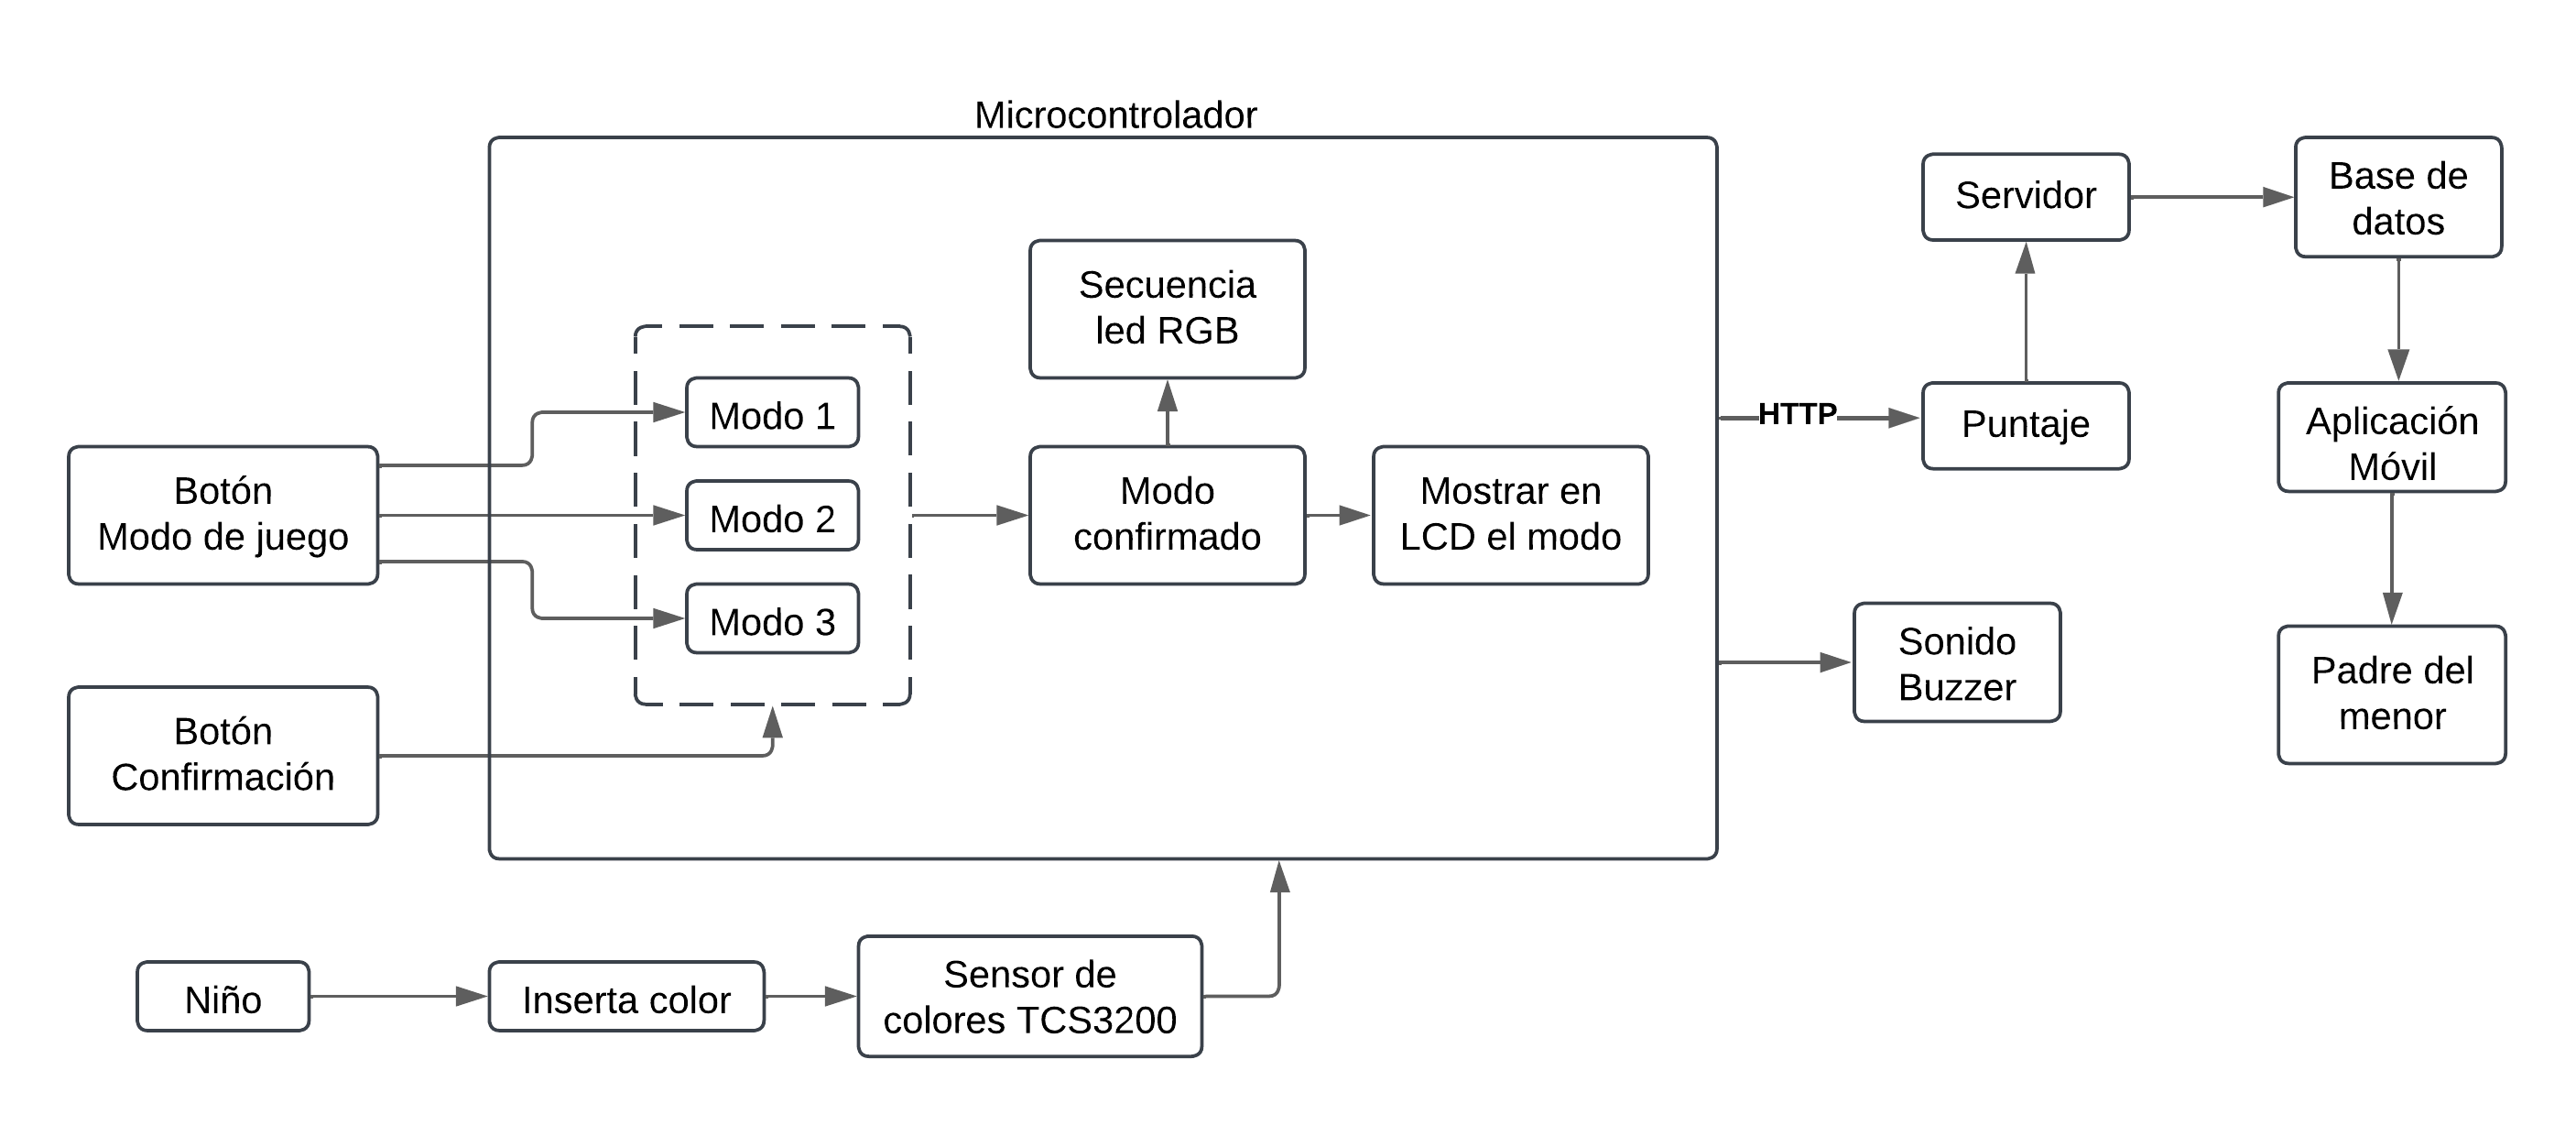 Microcontrolador
Servidor
Base de
datos
Secuencia
led RGB
Modo 1
HTTP
Puntaje
Aplicación
Móvil
Botón
Modo de juego
Modo 2
Modo
confirmado
Mostrar en
LCD el modo
Modo 3
Sonido
Buzzer
Padre del
menor
Botón
Confirmación
Niño
Inserta color
Sensor de
colores TCS3200